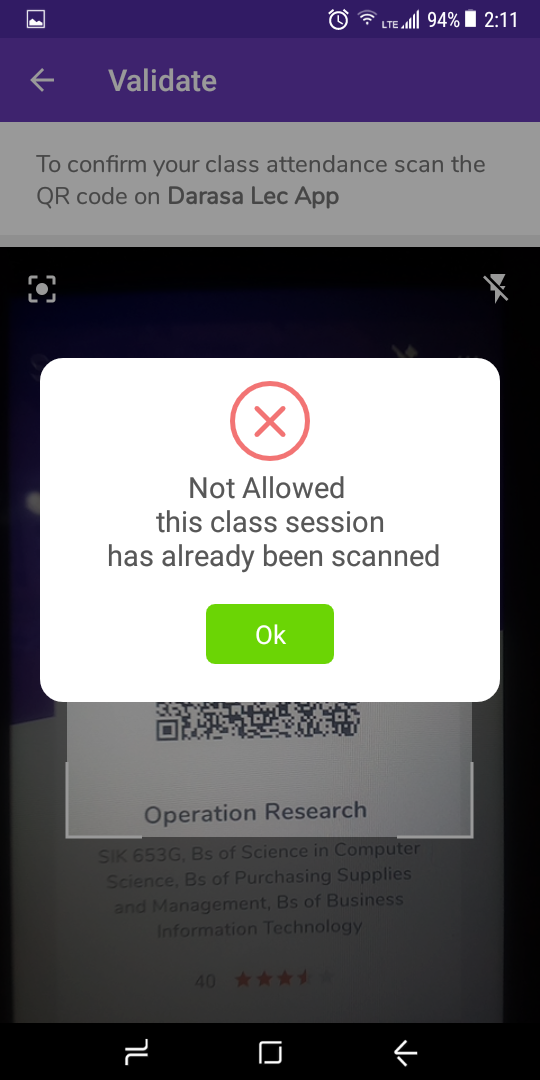 LTE 94% 2:11
Validate
To confirm your class attendance scan the
QR code on Darasa Lec App
Not Allowed
this class session
has already been scanned
Ok
Operation Research
SIK 653G, Bs of Science in Computer
Science, Bs of Purchasing Supplies
and Management, Bs of Business
Information Technology
40